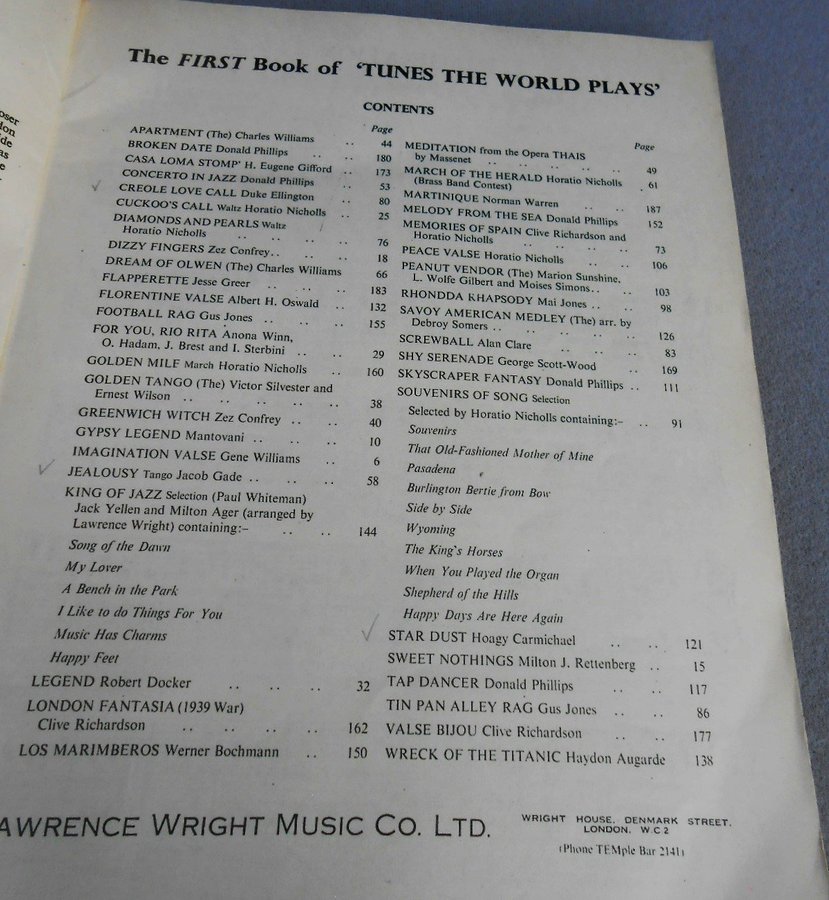 oser
lon
de
as
e
The FIRST Book of 'TUNES THE WORLD PLAYS'
CONTENTS
Page
APARTMENT (The) Charles Williams .. 44
BROKEN DATE Donald Phillips .. .. 180
CASA LOMA STOMP' H. Eugene Gifford .. 173
CONCERTO IN JAZZ Donald Phillips .. 53
CREOLE LOVE CALL Duke Ellington .. 80
CUCKOO'S CALL Waltz Horatio Nicholls .. 25
DIAMONDS AND PEARLS Waltz
Horatio Nicholls .. .. .. 76
DIZZY FINGERS Zez Confrey.. .. .. 18
DREAM OF OLWEN (The) Charles Williams 66
FLAPPERETTE Jesse Greer .. .. .. 183
FLORENTINE VALSE Albert H. Oswald .. 132
FOOTBALL RAG Gus Jones .. .. .. 155
FOR YOU, RIO RITA Anona Winn,
O. Hadam, J. Brest and I. Sterbini .. .. 29
GOLDEN MILE March Horatio Nicholls .. 160
GOLDEN TANGO (The) Victor Silvester and
Ernest Wilson .. .. .. .. .. 38
GREENWICH WITCH Zez Confrey .. .. 40
GYPSY LEGEND Mantovani .. .. .. 10
IMAGINATION VALSE Gene Williams .. 6
JEALOUSY Tango Jacob Gade .. .. .. 58
KING OF JAZZ Selection (Paul Whiteman)
Jack Yellen and Milton Ager (arranged by
Lawrence Wright) containing:– .. .. 144
Song of the Dawn
My Lover
A Bench in the Park
I Like to do Things For You
Music Has Charms
Happy Feet
LEGEND Robert Docker .. .. .. 32
LONDON FANTASIA (1939 War)
Clive Richardson .. .. .. .. 162
LOS MARIMBEROS Werner Bochmann .. 150
Page
MEDITATION from the Opera THAIS
by Massenet .. .. .. .. .. 49
MARCH OF THE HERALD Horatio Nicholls
(Brass Band Contest) .. 61
MARTINIQUE Norman Warren .. .. 187
MELODY FROM THE SEA Donald Phillips 152
MEMORIES OF SPAIN Clive Richardson and
Horatio Nicholls .. .. .. .. 73
PEACE VALSE Horatio Nicholls .. .. 106
PEANUT VENDOR (The) Marion Sunshine,
L. Wolfe Gilbert and Moises Simons.. .. 103
RHONDDA RHAPSODY Mai Jones .. .. 98
SAVOY AMERICAN MEDLEY (The) arr. by
Debroy Somers .. .. .. .. .. 126
SCREWBALL Alan Clare .. .. .. 83
SHY SERENADE George Scott-Wood .. 169
SKYSCRAPER FANTASY Donald Phillips .. 111
SOUVENIRS OF SONG Selection
Selected by Horatio Nicholls containing:– .. 91
Souvenirs
That Old-Fashioned Mother of Mine
Pasadena
Burlington Bertie from Bow
Side by Side
Wyoming
The King's Horses
When You Played the Organ
Shepherd of the Hills
Happy Days Are Here Again
STAR DUST Hoagy Carmichael .. .. 121
SWEET NOTHINGS Milton J. Rettenberg .. 15
TAP DANCER Donald Phillips .. .. 117
TIN PAN ALLEY RAG Gus Jones .. .. 86
VALSE BIJOU Clive Richardson .. .. 177
WRECK OF THE TITANIC Haydon Augarde 138
AWRENCE WRIGHT MUSIC CO. LTD.
WRIGHT HOUSE, DENMARK STREET,
LONDON, W.C 2
(Phone TEMple Bar 2141)